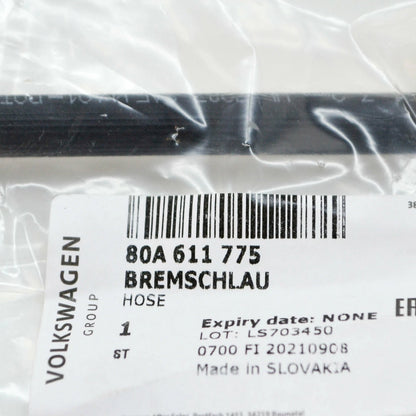 VOLKSWAGEN
GROUP
80A 611 775
BREMSCHLAU
HOSE
1
ST
Expiry date: NONE
LOT: LS703450
0700 FI 20210908
Made in SLOVAKIA